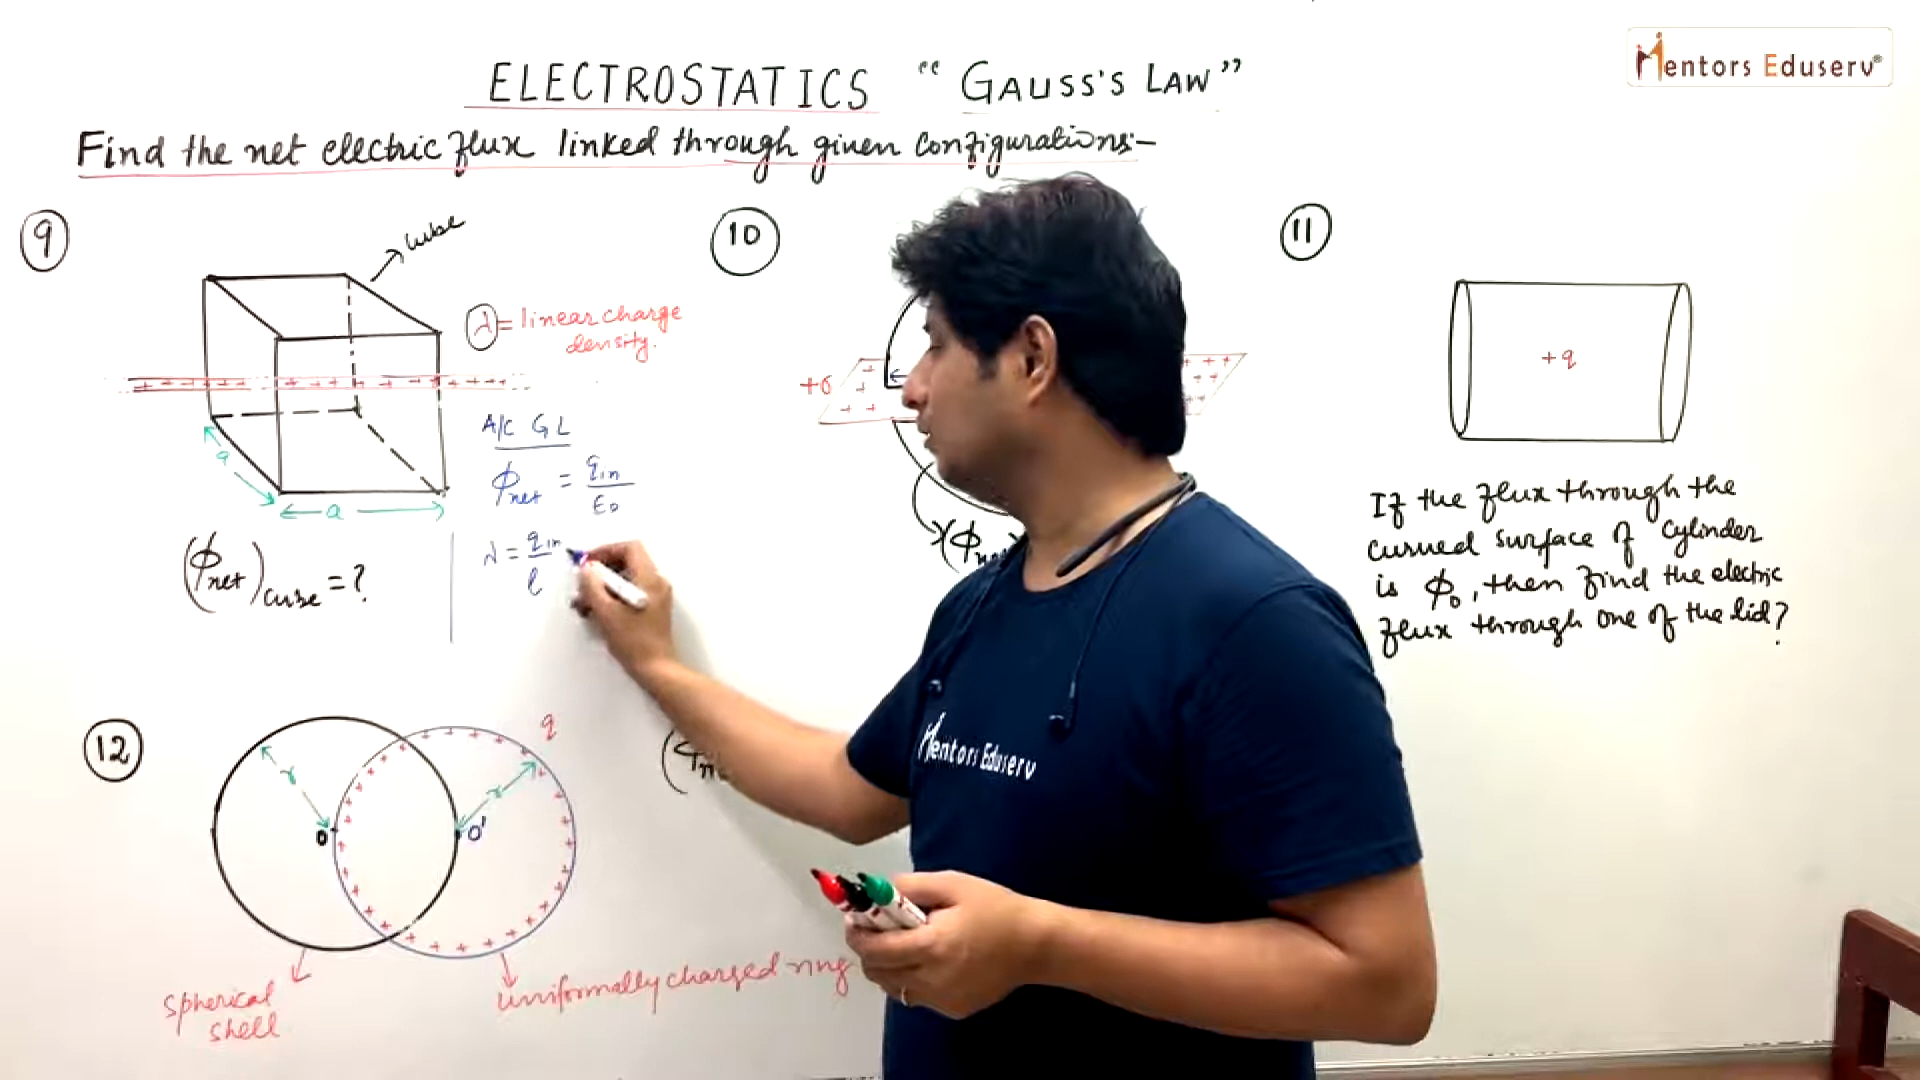 ELECTROSTATICS "GAUSS'S LAW"
Mentors Eduserv®
Find the net electric flux linked through given configurations:-
9
cube
λ = linear charge
density.
a
a
A/C GL
ϕnet = qin/ε0
λ = qin/l
(ϕnet)cube = ?
10
+σ
11
+q
If the flux through the
curved surface of cylinder
is ϕ0, then find the electric
flux through one of the lid?
12
q
r
r
O
O'
spherical
shell
uniformally charged ring
Mentors Eduserv